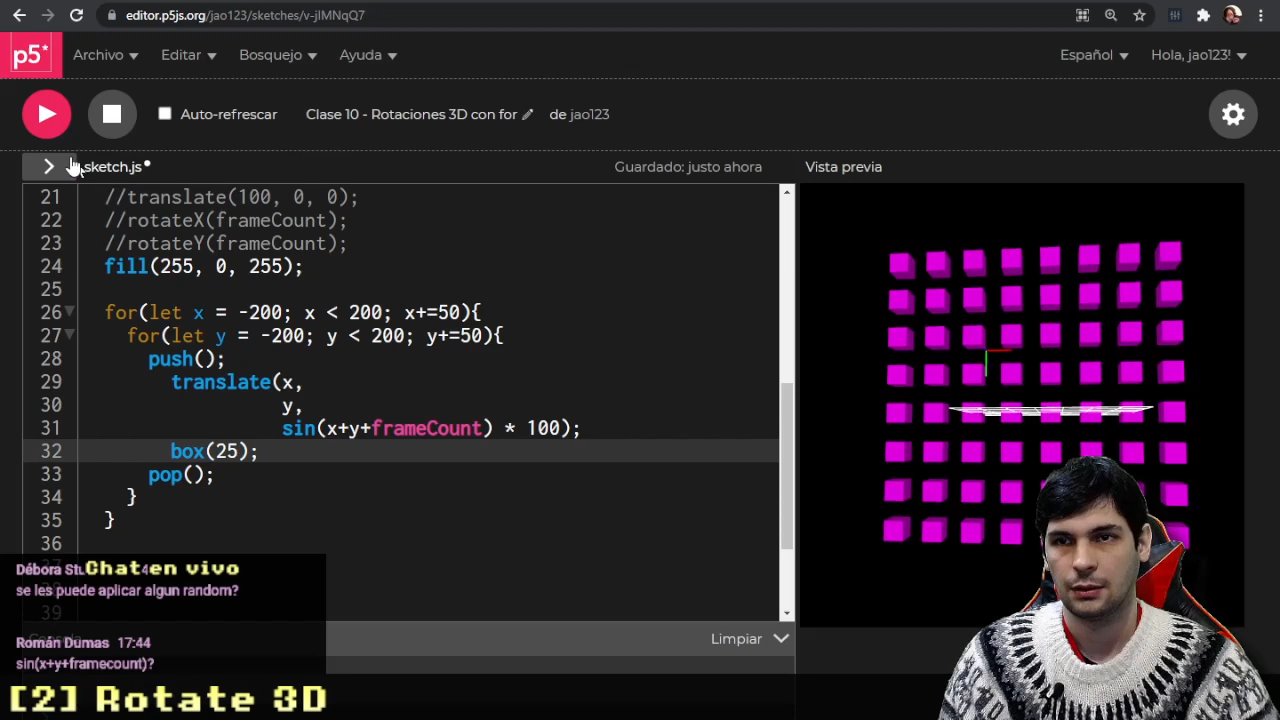 editor.p5js.org/jao123/sketches/v-jIMNqQ7
p5*
Archivo
Editar
Bosquejo
Ayuda
Español
Hola, jao123!
Auto-refrescar
Clase 10 - Rotaciones 3D con for
de jao123
sketch.js
Guardado: justo ahora
Vista previa
21 //translate(100, 0, 0);
22 //rotateX(frameCount);
23 //rotateY(frameCount);
24 fill(255, 0, 255);
25
26 for(let x = -200; x < 200; x+=50){
27 for(let y = -200; y < 200; y+=50){
28 push();
29 translate(x,
30 y,
31 sin(x+y+frameCount) * 100);
32 box(25);
33 pop();
34 }
35 }
36
39
Limpiar
Chat en vivo
Débora
se les puede aplicar algun random?
Román Dumas 17:44
sin(x+y+framecount)?
[2] Rotate 3D